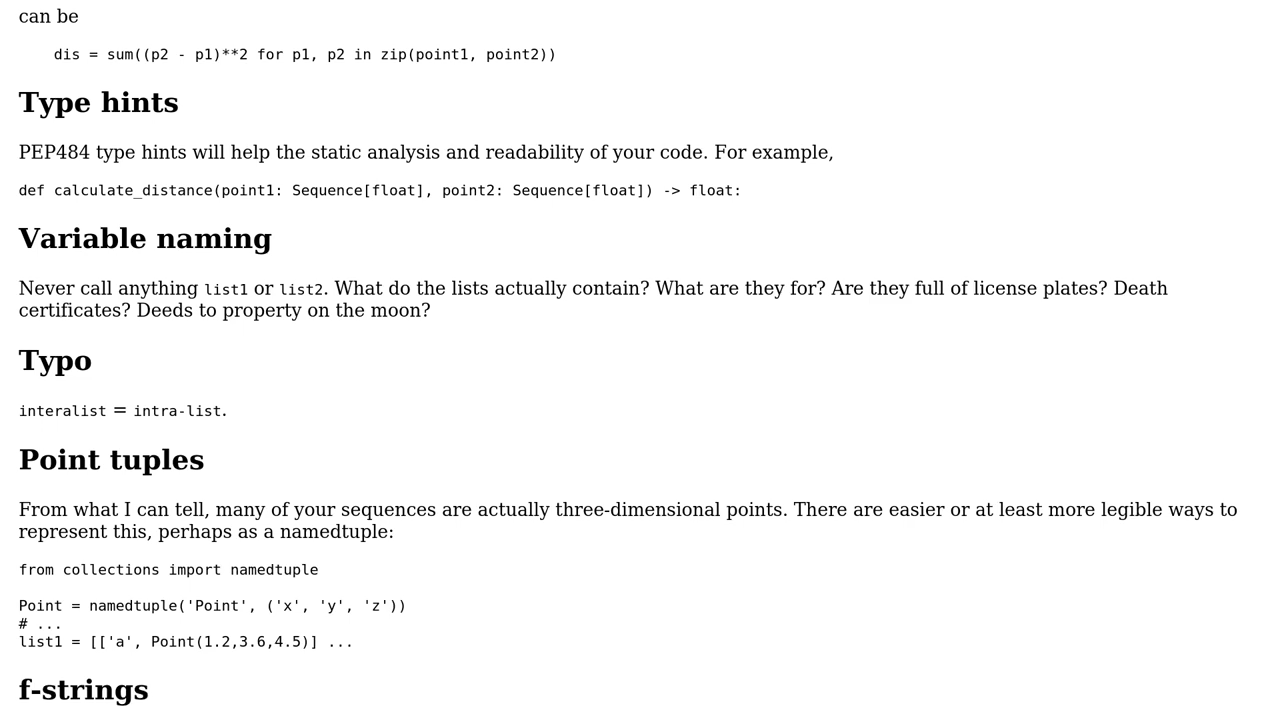 can be
    dis = sum((p2 - p1)**2 for p1, p2 in zip(point1, point2))
Type hints
PEP484 type hints will help the static analysis and readability of your code. For example,
def calculate_distance(point1: Sequence[float], point2: Sequence[float]) -> float:
Variable naming
Never call anything list1 or list2. What do the lists actually contain? What are they for? Are they full of license plates? Death
certificates? Deeds to property on the moon?
Typo
interalist = intra-list.
Point tuples
From what I can tell, many of your sequences are actually three-dimensional points. There are easier or at least more legible ways to
represent this, perhaps as a namedtuple:
from collections import namedtuple
Point = namedtuple('Point', ('x', 'y', 'z'))
# ...
list1 = [['a', Point(1.2,3.6,4.5)] ...
f-strings